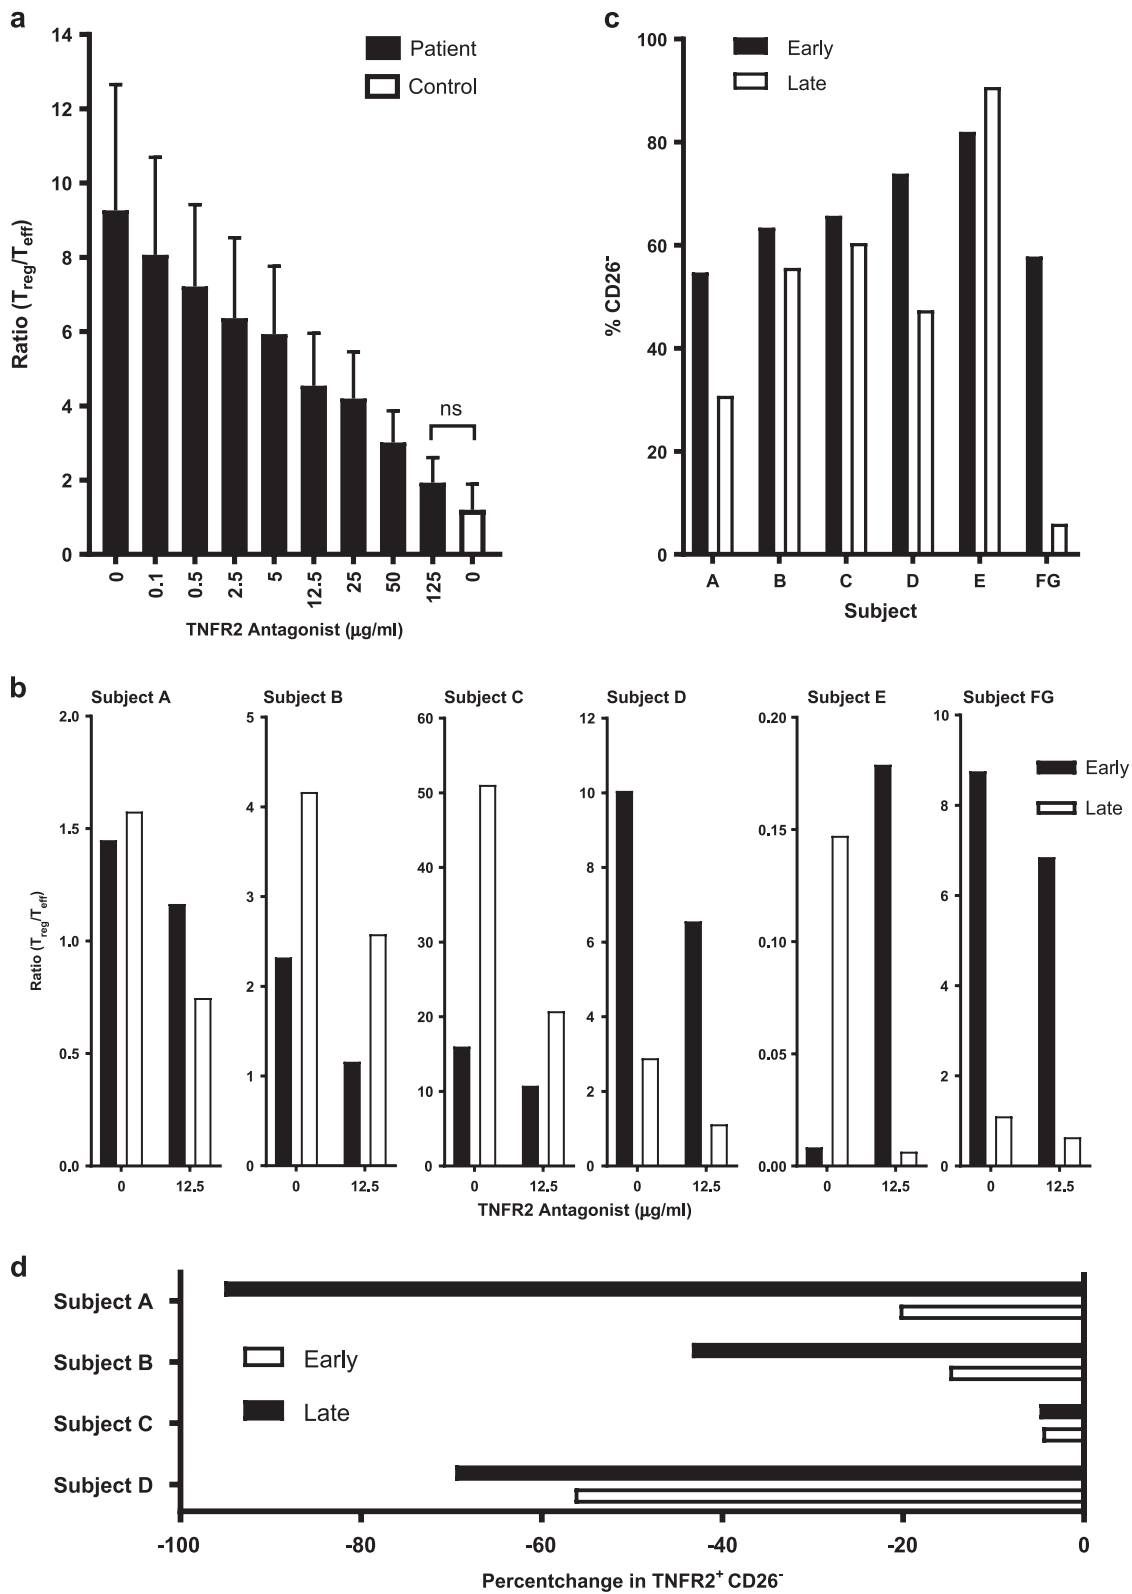 a
14
12
10
8
6
4
2
0
Ratio (Treg/Teff)
Patient
Control
ns
0 0.1 0.5 2.5 5 12.5 25 50 125 0
TNFR2 Antagonist (μg/ml)
c
100
80
60
40
20
0
% CD26-
Early
Late
A B C D E FG
Subject
b
Ratio (Treg/Teff)
Subject A
2.0
1.5
1.0
0.5
0.0
0 12.5
Subject B
5
4
3
2
1
0
0 12.5
Subject C
60
50
40
30
20
10
0
0 12.5
Subject D
12
10
8
6
4
2
0
0 12.5
Subject E
0.20
0.15
0.10
0.05
0.00
0 12.5
Subject FG
10
8
6
4
2
0
0 12.5
Early
Late
TNFR2 Antagonist (μg/ml)
d
Subject A
Subject B
Subject C
Subject D
Early
Late
-100 -80 -60 -40 -20 0
Percentchange in TNFR2+ CD26-